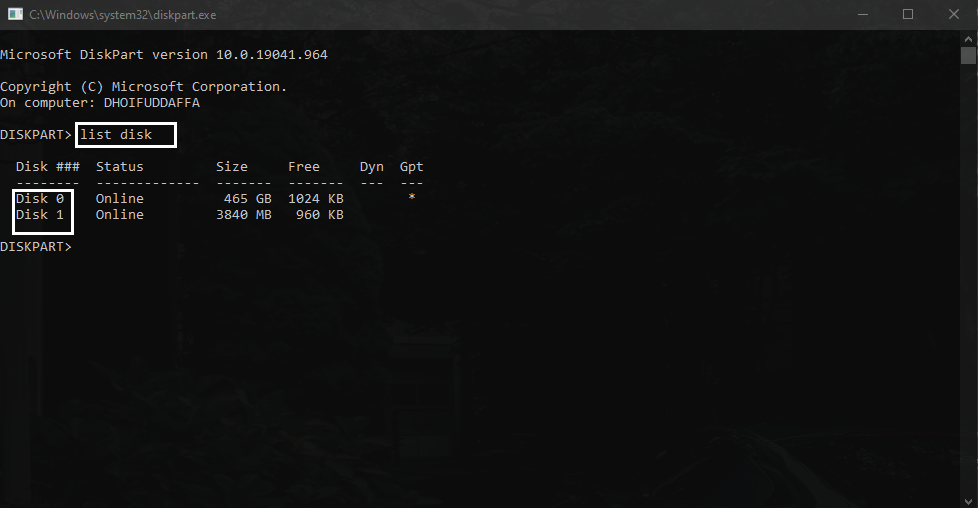 C:\Windows\system32\diskpart.exe
Microsoft DiskPart version 10.0.19041.964
Copyright (C) Microsoft Corporation.
On computer: DHOIFUDDAFFA
DISKPART> list disk
  Disk ###  Status         Size     Free     Dyn  Gpt
  --------  -------------  -------  -------  ---  ---
  Disk 0    Online          465 GB  1024 KB        *
  Disk 1    Online         3840 MB   960 KB
DISKPART>